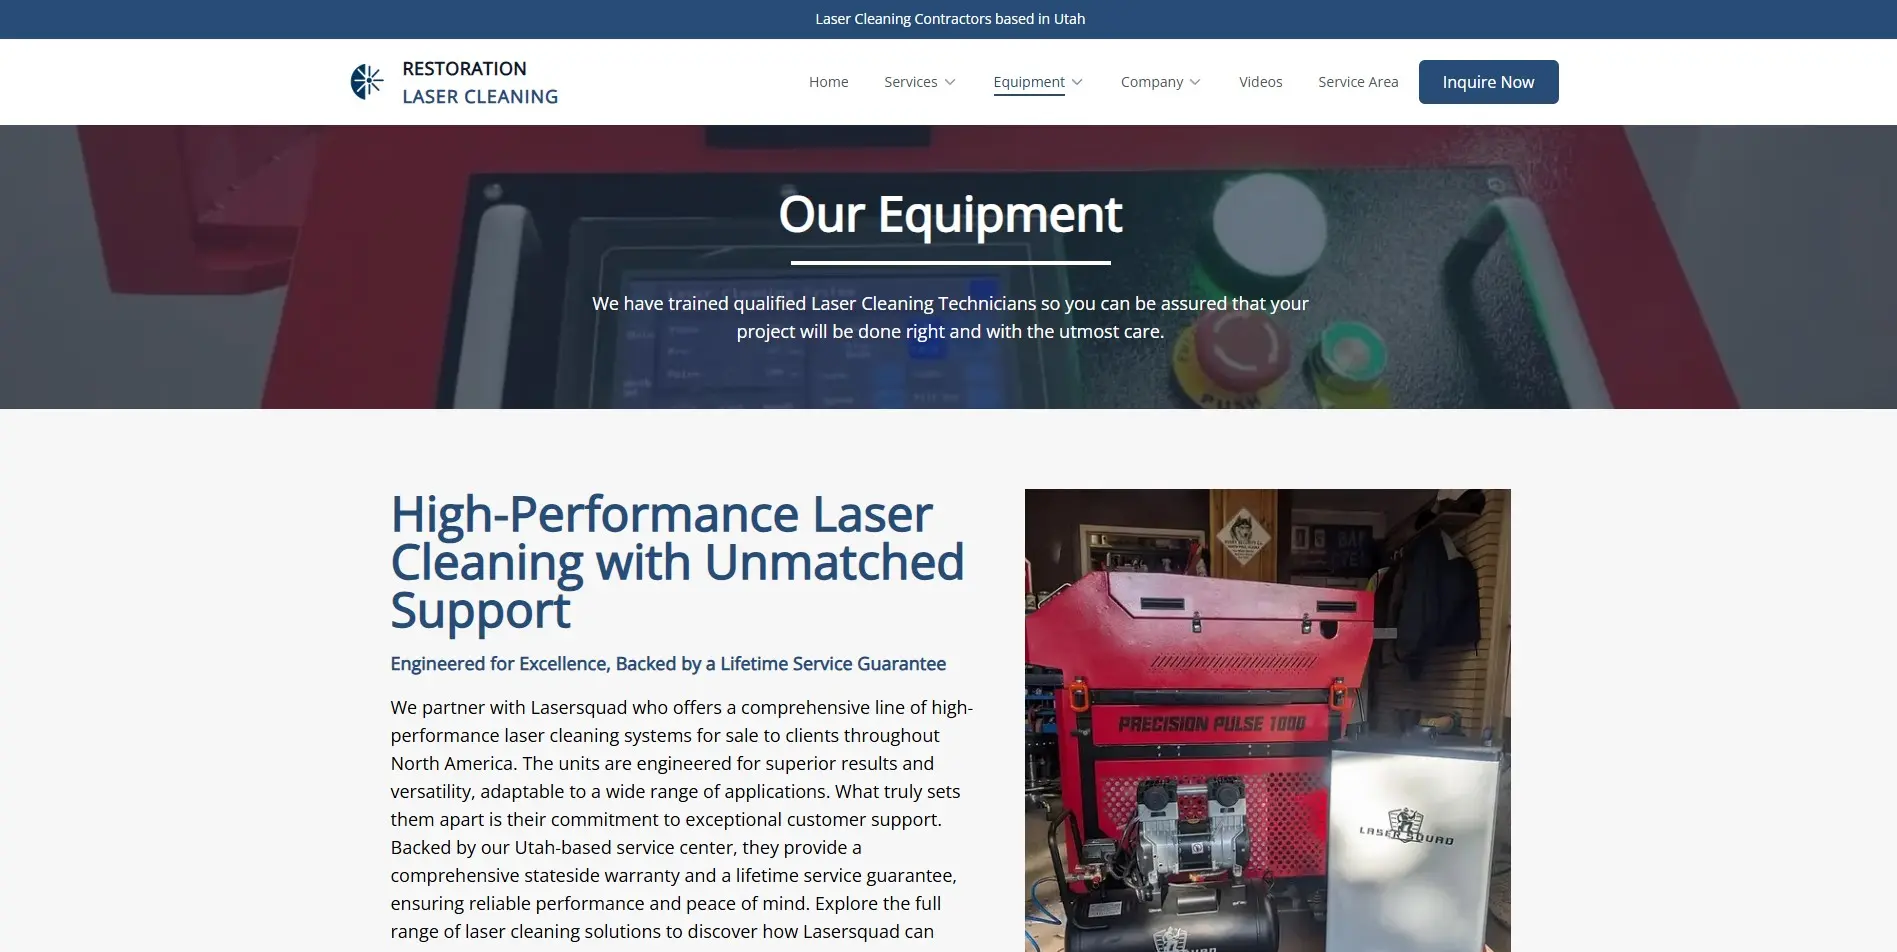 Laser Cleaning Contractors based in Utah
RESTORATION
LASER CLEANING
Home Services Equipment Company Videos Service Area Inquire Now
Our Equipment
We have trained qualified Laser Cleaning Technicians so you can be assured that your
project will be done right and with the utmost care.
PUSH
High-Performance Laser
Cleaning with Unmatched
Support
Engineered for Excellence, Backed by a Lifetime Service Guarantee
We partner with Lasersquad who offers a comprehensive line of high-
performance laser cleaning systems for sale to clients throughout
North America. The units are engineered for superior results and
versatility, adaptable to a wide range of applications. What truly sets
them apart is their commitment to exceptional customer support.
Backed by our Utah-based service center, they provide a
comprehensive stateside warranty and a lifetime service guarantee,
ensuring reliable performance and peace of mind. Explore the full
range of laser cleaning solutions to discover how Lasersquad can
PRECISION PULSE 1000
LASER SQUAD